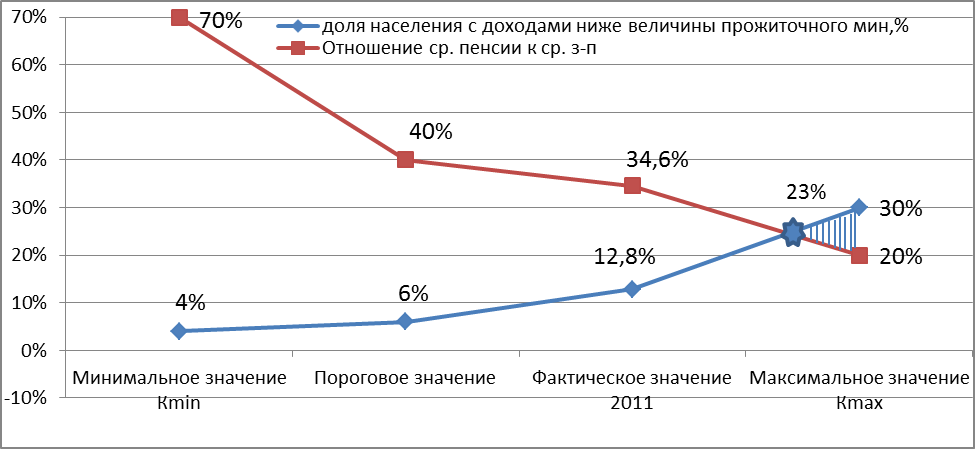 70%
60%
50%
40%
30%
20%
10%
0%
-10%
доля населения с доходами ниже величины прожиточного мин,%
Отношение ср. пенсии к ср. з-п
70%
40%
34,6%
23%
30%
20%
12,8%
6%
4%
Минимальное значение
Kmin
Пороговое значение
Фактическое значение
2011
Максимальное значение
Kmax